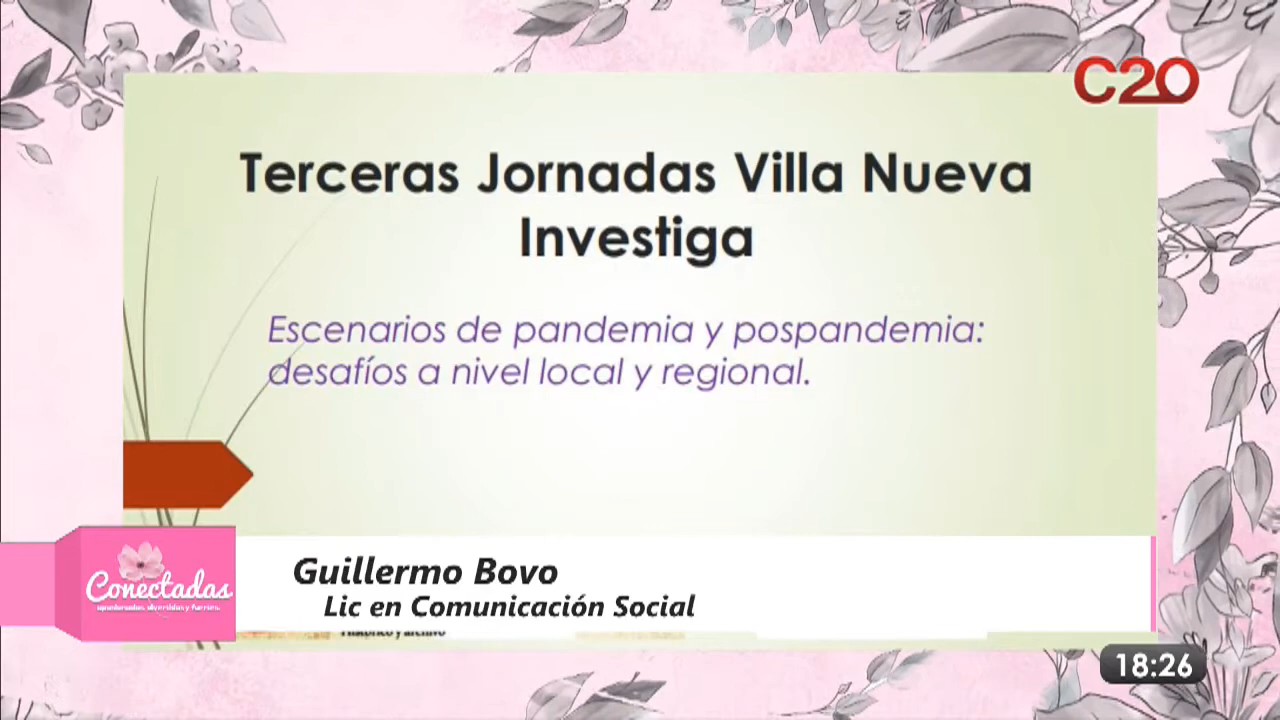 C20
Terceras Jornadas Villa Nueva
Investiga
Escenarios de pandemia y pospandemia:
desafíos a nivel local y regional.
Conectadas
Guillermo Bovo
Lic en Comunicación Social
18:26